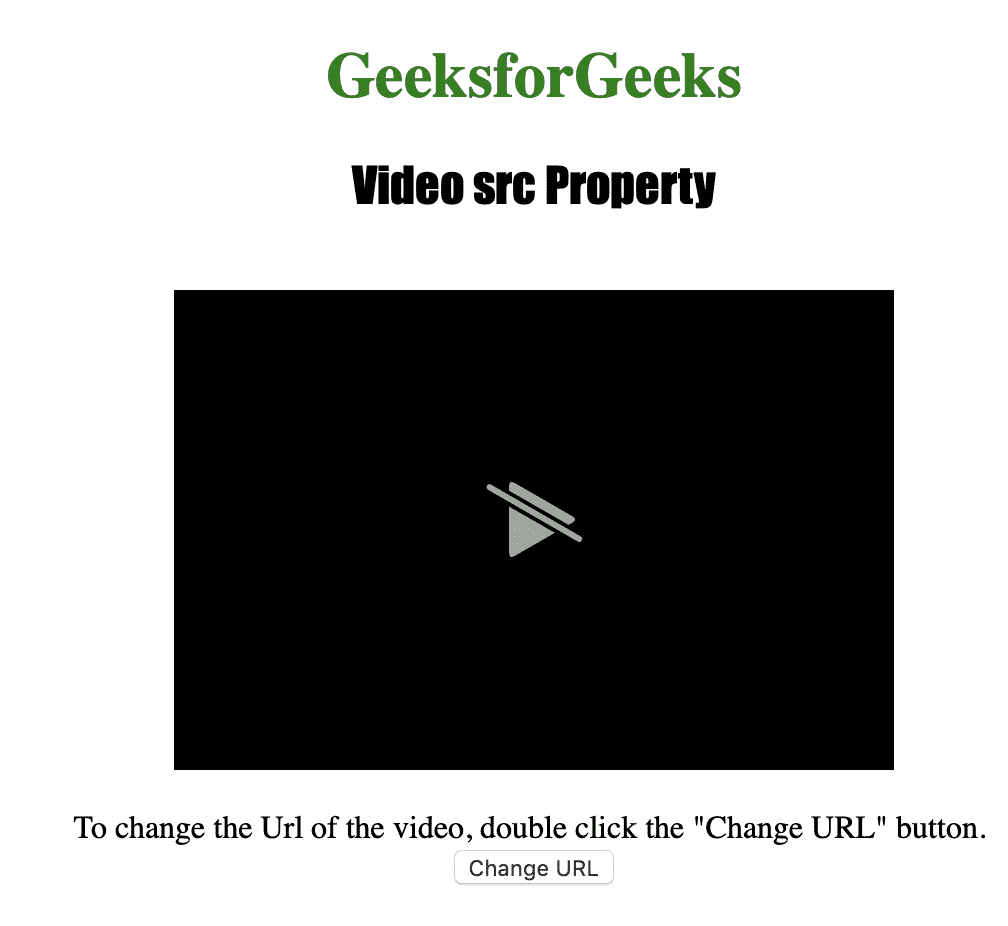 GeeksforGeeks
Video src Property
To change the Url of the video, double click the "Change URL" button.
Change URL